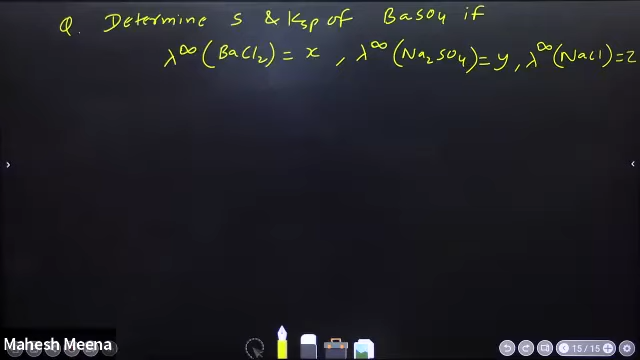 Q. Determine S & Ksp of BaSO4 if
λ∞ (BaCl2) = x , λ∞ (Na2SO4) = y , λ∞ (NaCl) = z
Mahesh Meena
15 / 15